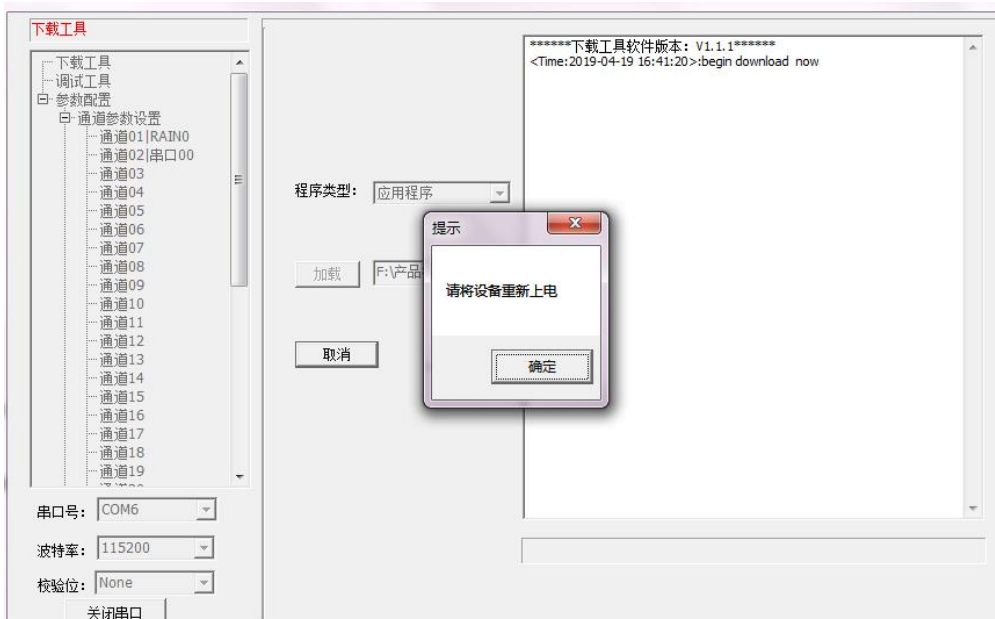 下载工具
下载工具
调试工具
参数配置
通道参数设置
通道01|RAIN0
通道02|串口00
通道03
通道04
通道05
通道06
通道07
通道08
通道09
通道10
通道11
通道12
通道13
通道14
通道15
通道16
通道17
通道18
通道19
串口号： COM6
波特率： 115200
校验位： None
关闭串口
程序类型： 应用程序
加载 F:\产品
取消
******下载工具软件版本：V1.1.1******
<Time:2019-04-19 16:41:20>:begin download now
提示
请将设备重新上电
确定